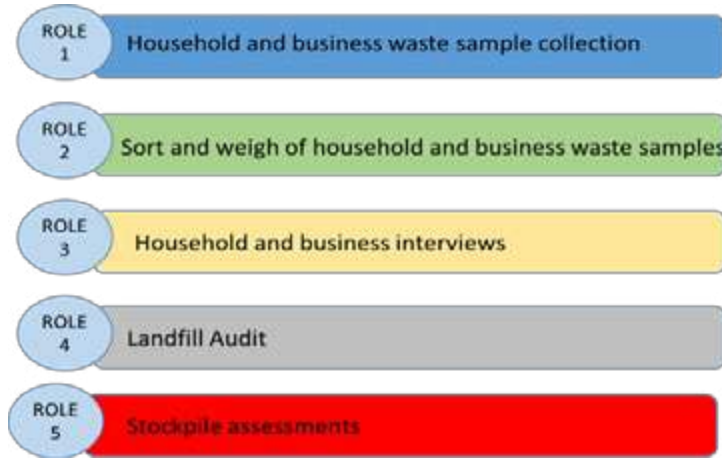 ROLE
1
Household and business waste sample collection
ROLE
2
Sort and weigh of household and business waste samples
ROLE
3
Household and business interviews
ROLE
4
Landfill Audit
ROLE
5
Stockpile assessments